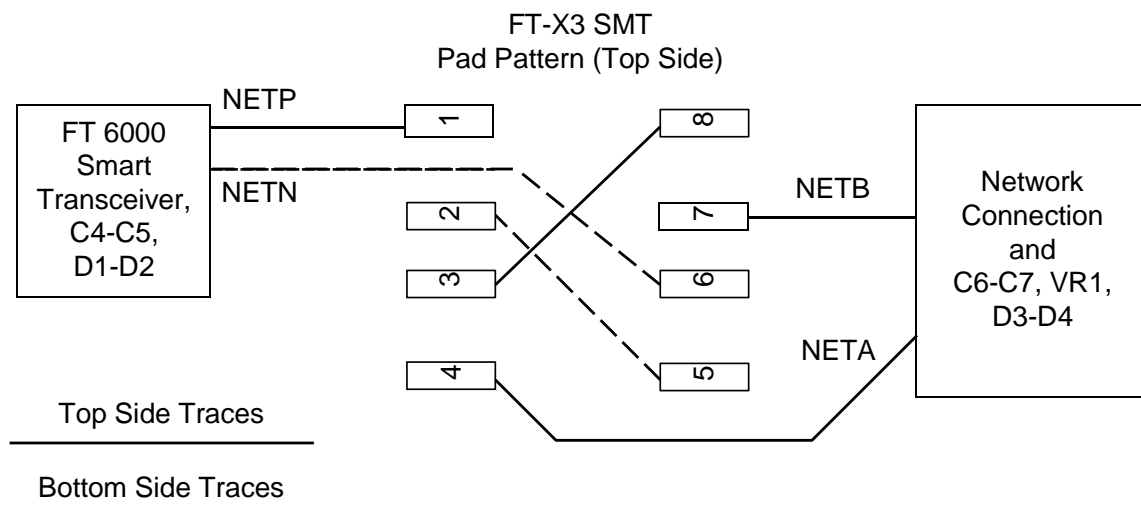 FT-X3 SMT
Pad Pattern (Top Side)
NETP
1
8
FT 6000
Smart
Transceiver,
C4-C5,
D1-D2
NETN
2
7
NETB
3
6
4
5
NETA
Network
Connection
and
C6-C7, VR1,
D3-D4
Top Side Traces
Bottom Side Traces